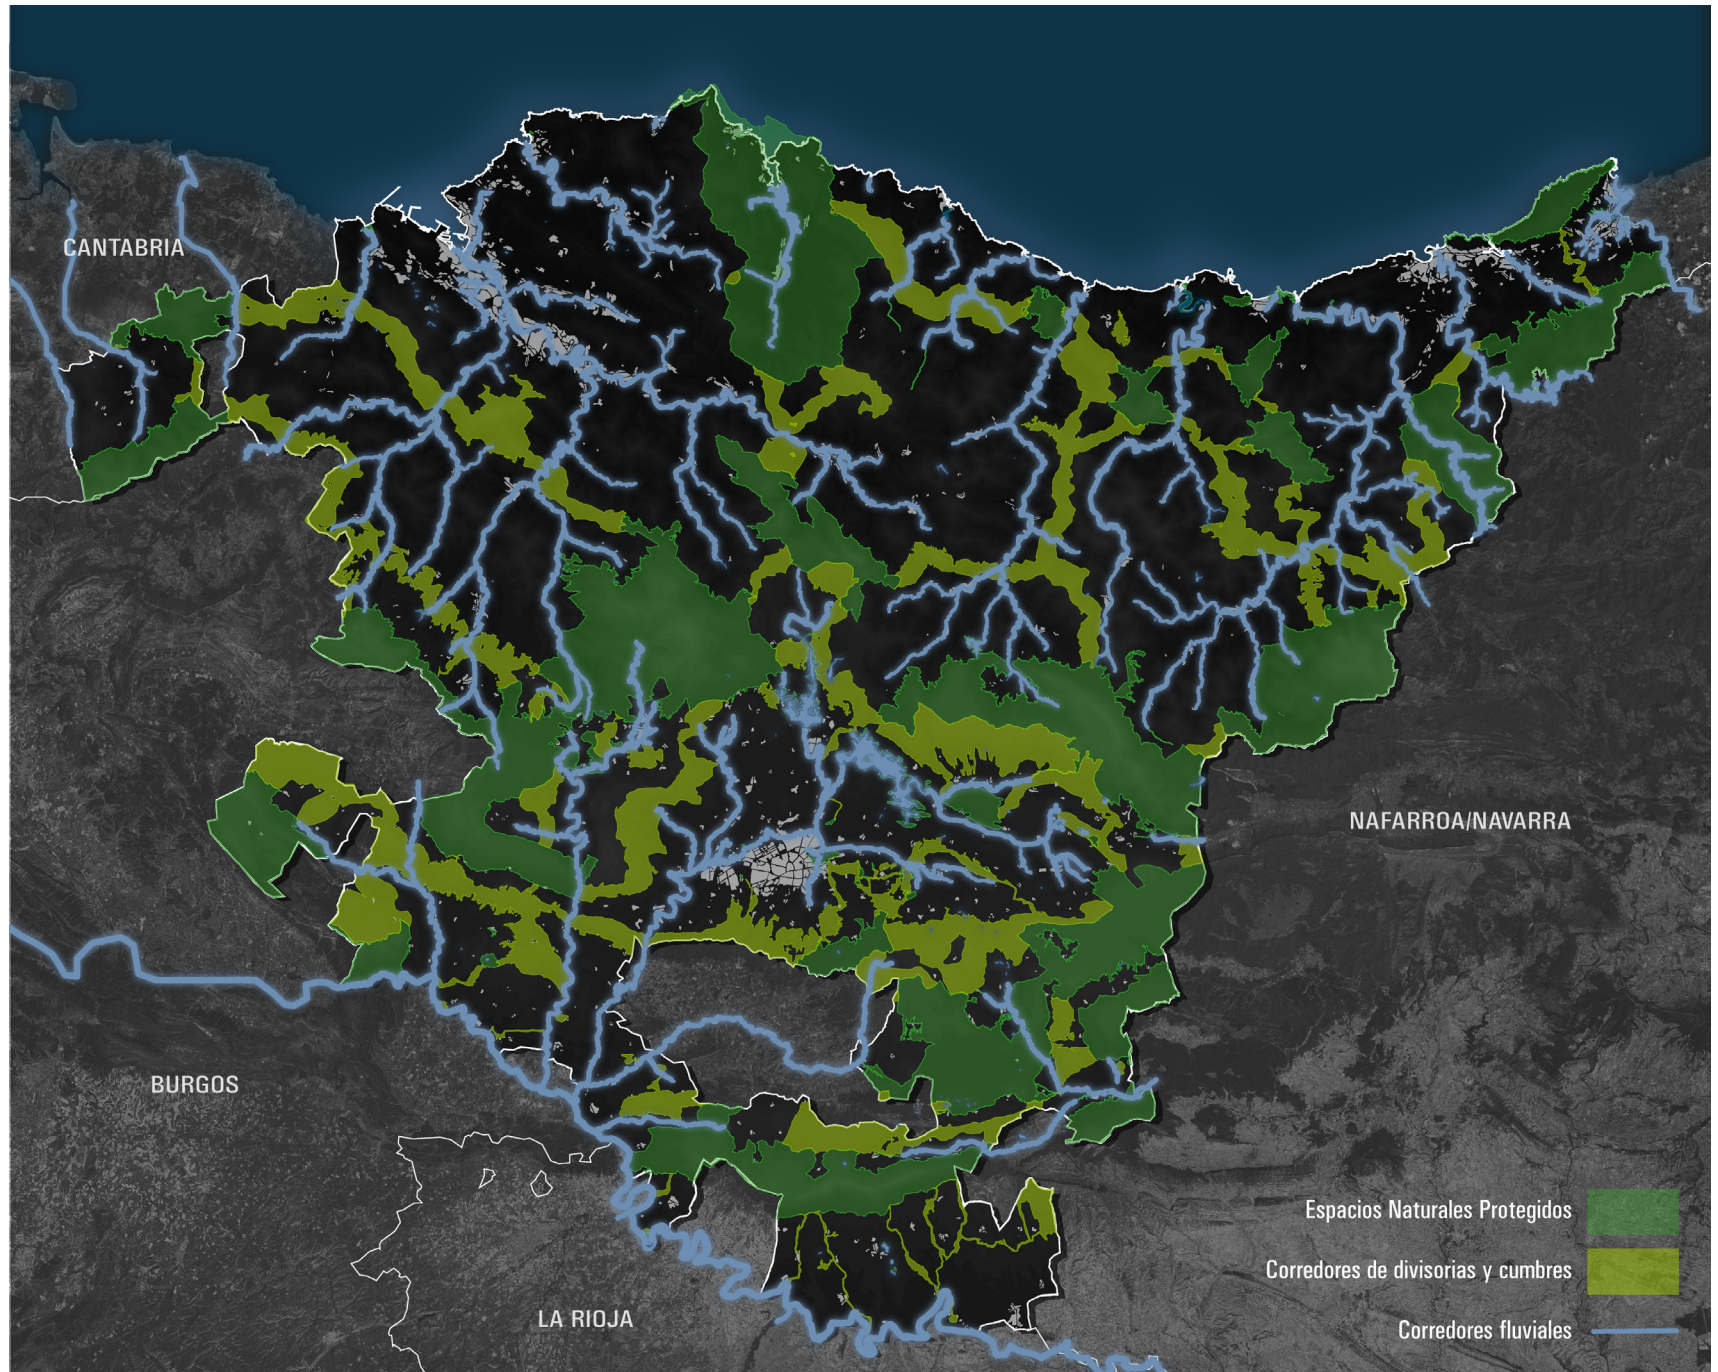 CANTABRIA
NAFARROA/NAVARRA
BURGOS
Espacios Naturales Protegidos
Corredores de divisorias y cumbres
LA RIOJA
Corredores fluviales